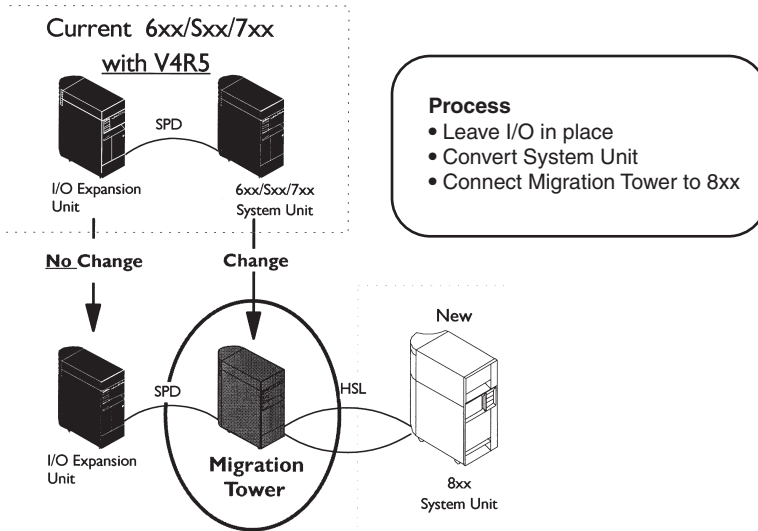 Current 6xx/Sxx/7xx
with V4R5
SPD
I/O Expansion
Unit
6xx/Sxx/7xx
System Unit
Process
• Leave I/O in place
• Convert System Unit
• Connect Migration Tower to 8xx
No Change
Change
New
SPD
HSL
I/O Expansion
Unit
Migration
Tower
8xx
System Unit